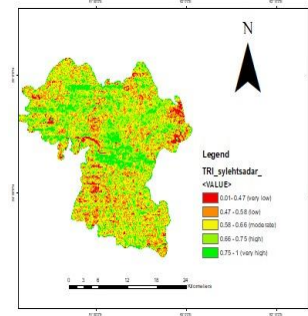 N
Legend
TRI_sylehtsadar_
<VALUE>
0.01-0.47 (very low)
0.47 - 0.58 (low)
0.58 - 0.66 (moderate)
0.66 - 0.75 (high)
0.75 - 1 (very high)
0 3 6 12 18 24
Kilometers